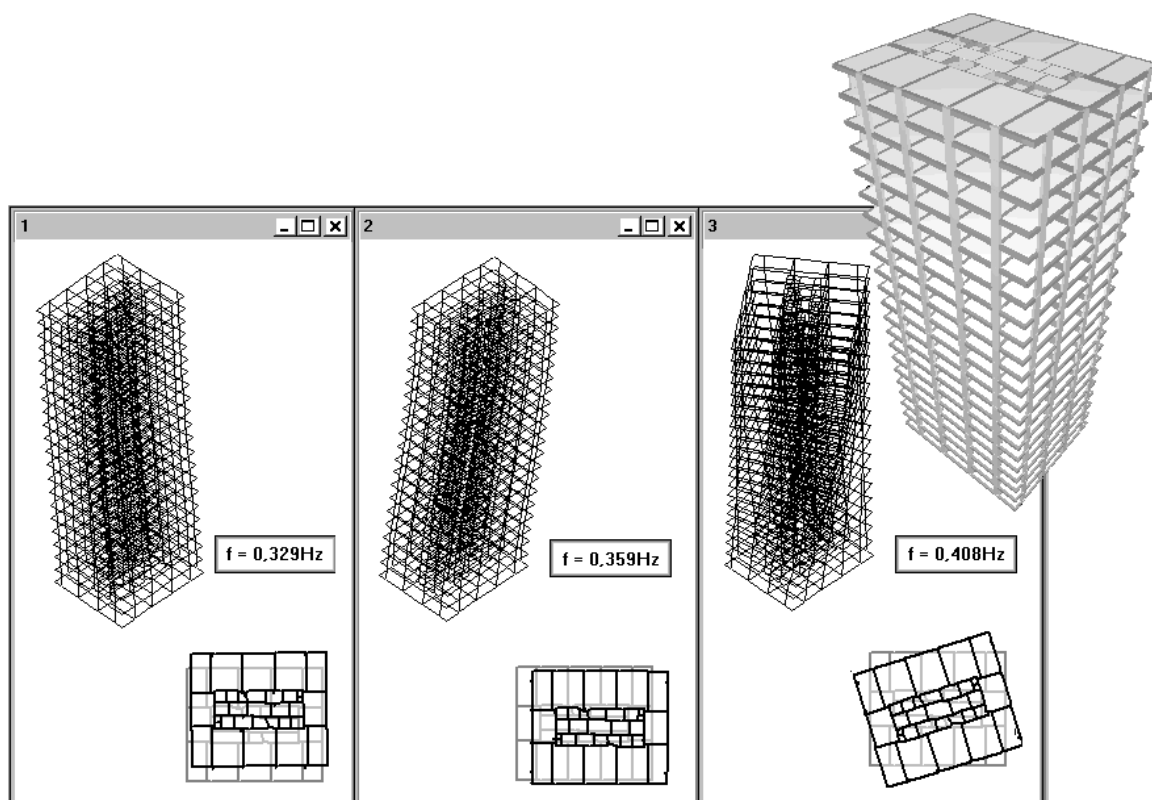 1
2
3
f = 0,329Hz
f = 0,359Hz
f = 0,408Hz